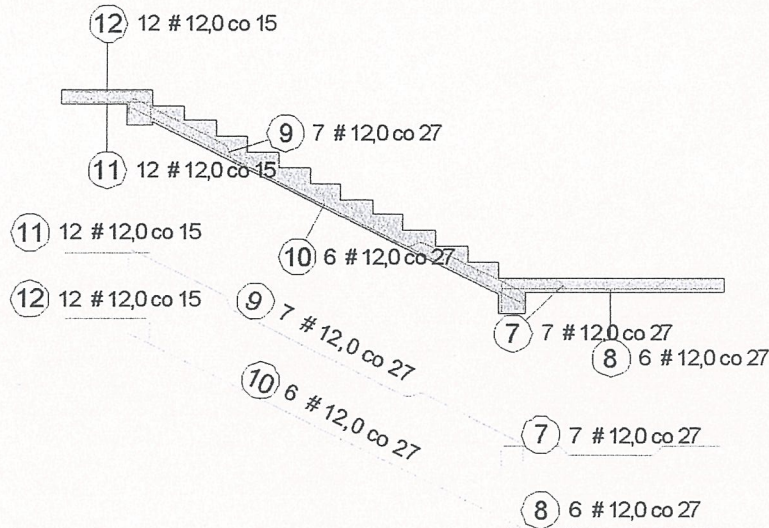 12 12 # 12,0 co 15
9 7 # 12,0 co 27
11 12 # 12,0 co 15
11 12 # 12,0 co 15
10 6 # 12,0 co 27
12 12 # 12,0 co 15
9 7 # 12,0 co 27
7 7 # 12,0 co 27
8 6 # 12,0 co 27
10 6 # 12,0 co 27
7 7 # 12,0 co 27
8 6 # 12,0 co 27